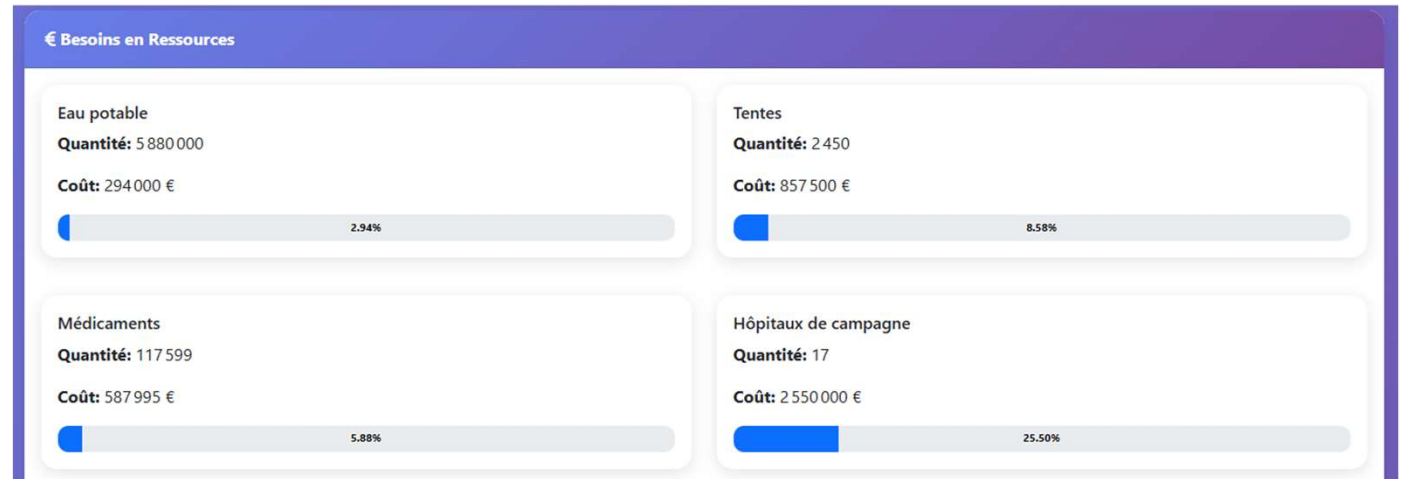 € Besoins en Ressources
Eau potable
Quantité: 5 880 000
Coût: 294 000 €
2.94%
Tentes
Quantité: 2 450
Coût: 857 500 €
8.58%
Médicaments
Quantité: 117 599
Coût: 587 995 €
5.88%
Hôpitaux de campagne
Quantité: 17
Coût: 2 550 000 €
25.50%